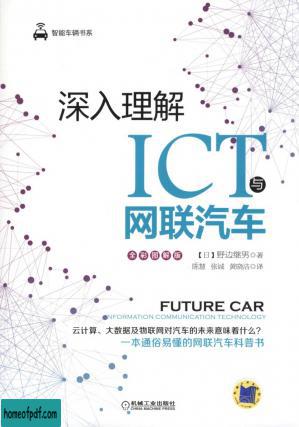 智能车辆书系
深入理解
ICT与
网联汽车
全彩图解版
【日】野边继男 著
陈慧 张诚 黄晓洁 译
FUTURE CAR
INFORMATION COMMUNICATION TECHNOLOGY
云计算、大数据及物联网对汽车的未来意味着什么？
一本通俗易懂的网联汽车科普书
机械工业出版社
CHINA MACHINE PRESS
homeofpdf.com
homeofpdf.com